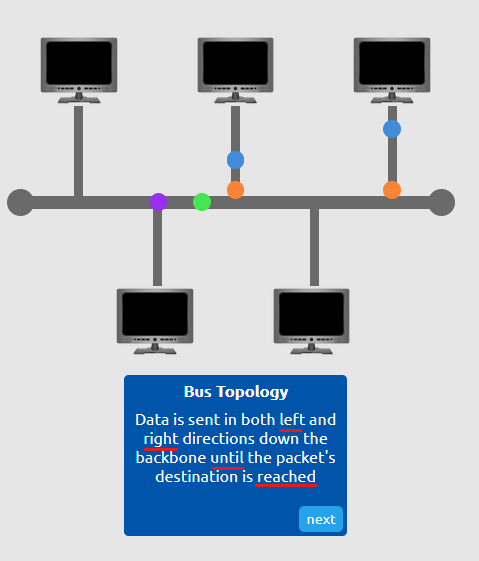 Bus Topology
Data is sent in both left and
right directions down the
backbone until the packet's
destination is reached
next